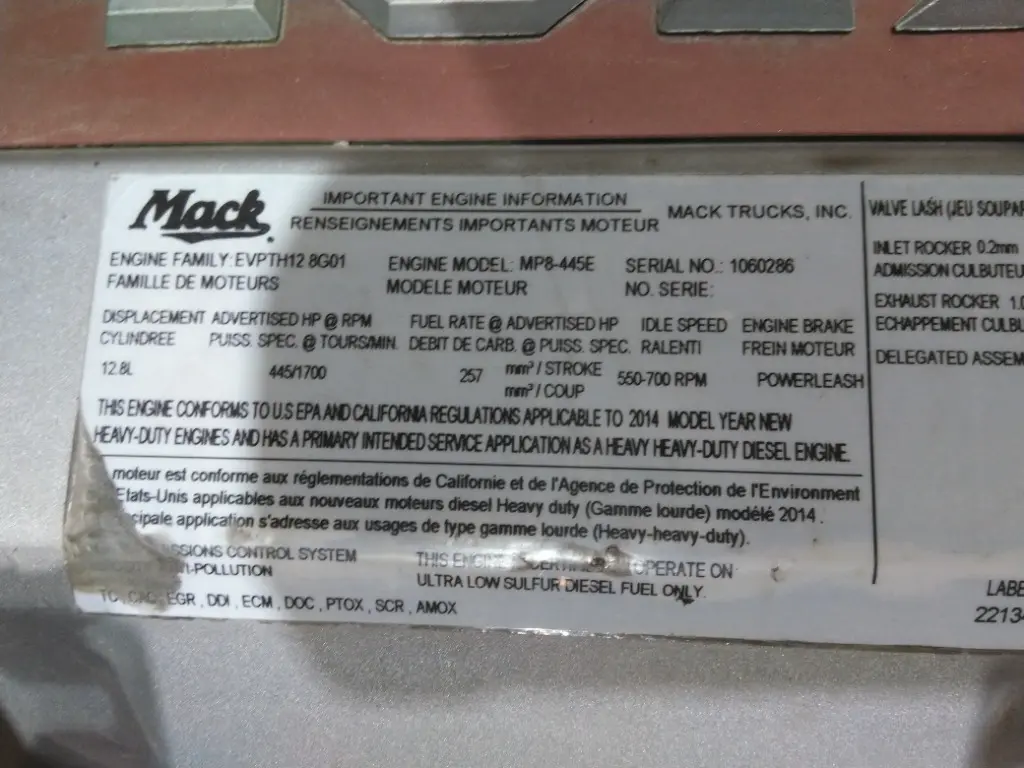 Mack
IMPORTANT ENGINE INFORMATION
RENSEIGNEMENTS IMPORTANTS MOTEUR
MACK TRUCKS, INC.
ENGINE FAMILY: EVPTH12 8G01 ENGINE MODEL: MP8-445E SERIAL NO.: 1060286
FAMILLE DE MOTEURS MODELE MOTEUR NO. SERIE:
DISPLACEMENT ADVERTISED HP @ RPM FUEL RATE @ ADVERTISED HP IDLE SPEED ENGINE BRAKE
CYLINDREE PUISS. SPEC. @ TOURS/MIN. DEBIT DE CARB. @ PUISS. SPEC. RALENTI FREIN MOTEUR
12.8L 445/1700 257 mm³ / STROKE 550-700 RPM POWERLEASH
mm³ / COUP
THIS ENGINE CONFORMS TO U.S EPA AND CALIFORNIA REGULATIONS APPLICABLE TO 2014 MODEL YEAR NEW
HEAVY-DUTY ENGINES AND HAS A PRIMARY INTENDED SERVICE APPLICATION AS A HEAVY HEAVY-DUTY DIESEL ENGINE.
moteur est conforme aux réglementations de Californie et de l'Agence de Protection de l'Environment
Etats-Unis applicables aux nouveaux moteurs diesel Heavy duty (Gamme lourde) modélé 2014 .
cipale application s'adresse aux usages de type gamme lourde (Heavy-heavy-duty).
SSIONS CONTROL SYSTEM THIS OPERATE ON
I-POLLUTION ULTRA LOW SULFUR DIESEL FUEL ONLY.
TC , CAC , EGR , DDI , ECM , DOC , PTOX , SCR , AMOX
VALVE LASH (JEU SOUPA
INLET ROCKER 0.2mm
ADMISSION CULBUTEU
EXHAUST ROCKER 1.0
ECHAPPEMENT CULBU
DELEGATED ASSEM
LABE
2213